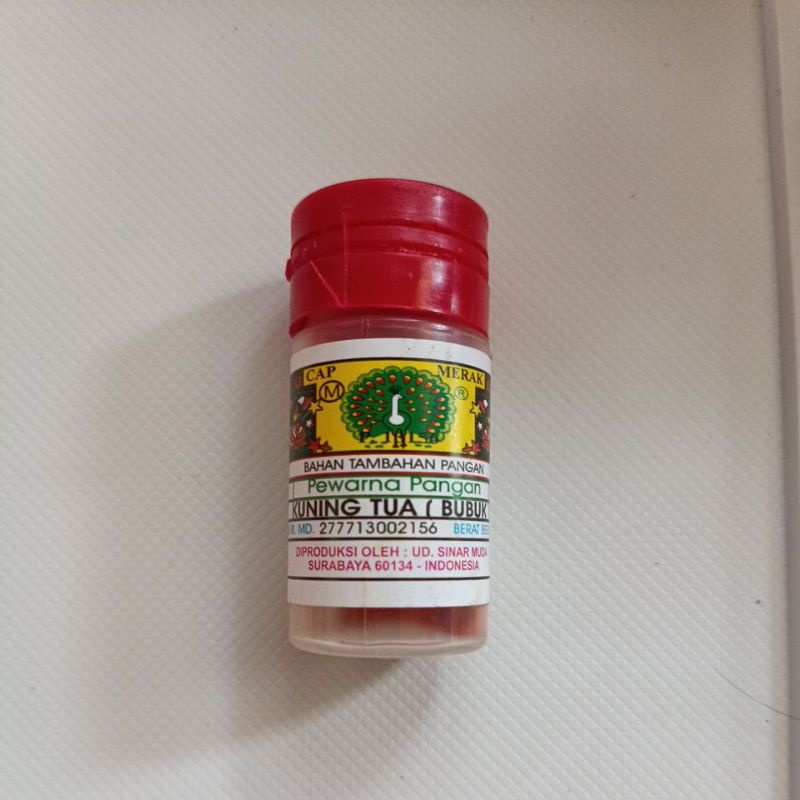 CAP MERAK
M ®
BAHAN TAMBAHAN PANGAN
Pewarna Pangan
KUNING TUA ( BUBUK
RI. MD. 277713002156 BERAT
DIPRODUKSI OLEH : UD. SINAR MUDA
SURABAYA 60134 - INDONESIA